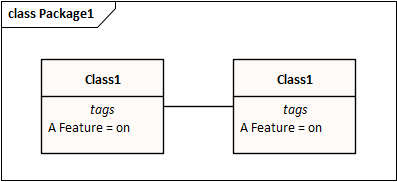 class Package1
Class1
tags
A Feature = on
Class1
tags
A Feature = on